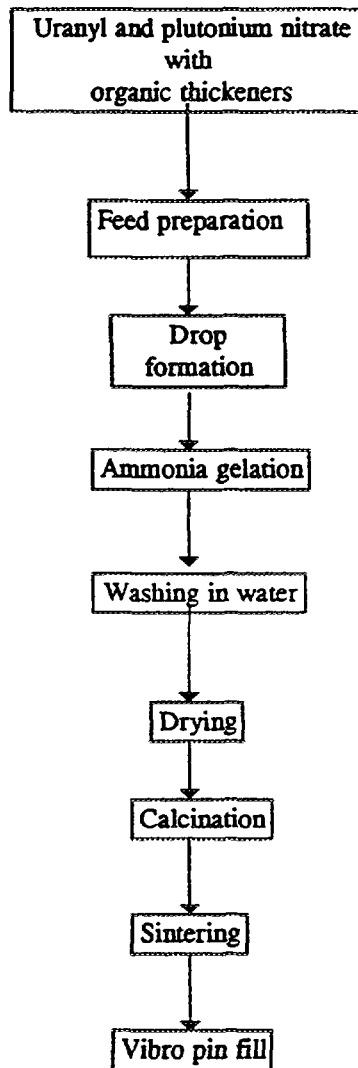 Uranyl and plutonium nitrate
with
organic thickeners
Feed preparation
Drop
formation
Ammonia gelation
Washing in water
Drying
Calcination
Sintering
Vibro pin fill